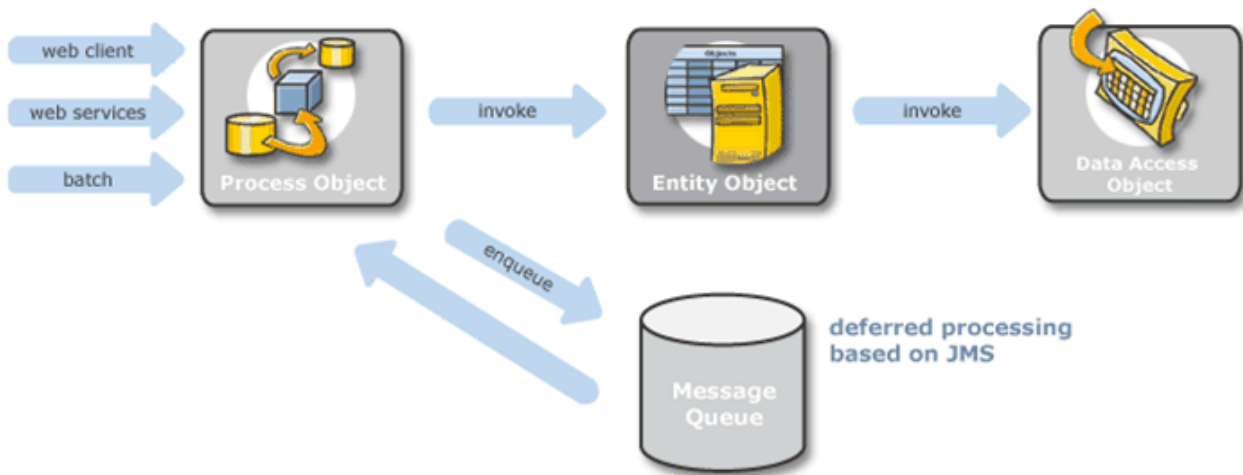 web client
web services
batch
Process Object
invoke
Objects
Entity Object
invoke
Data Access
Object
enqueue
deferred processing
based on JMS
Message
Queue